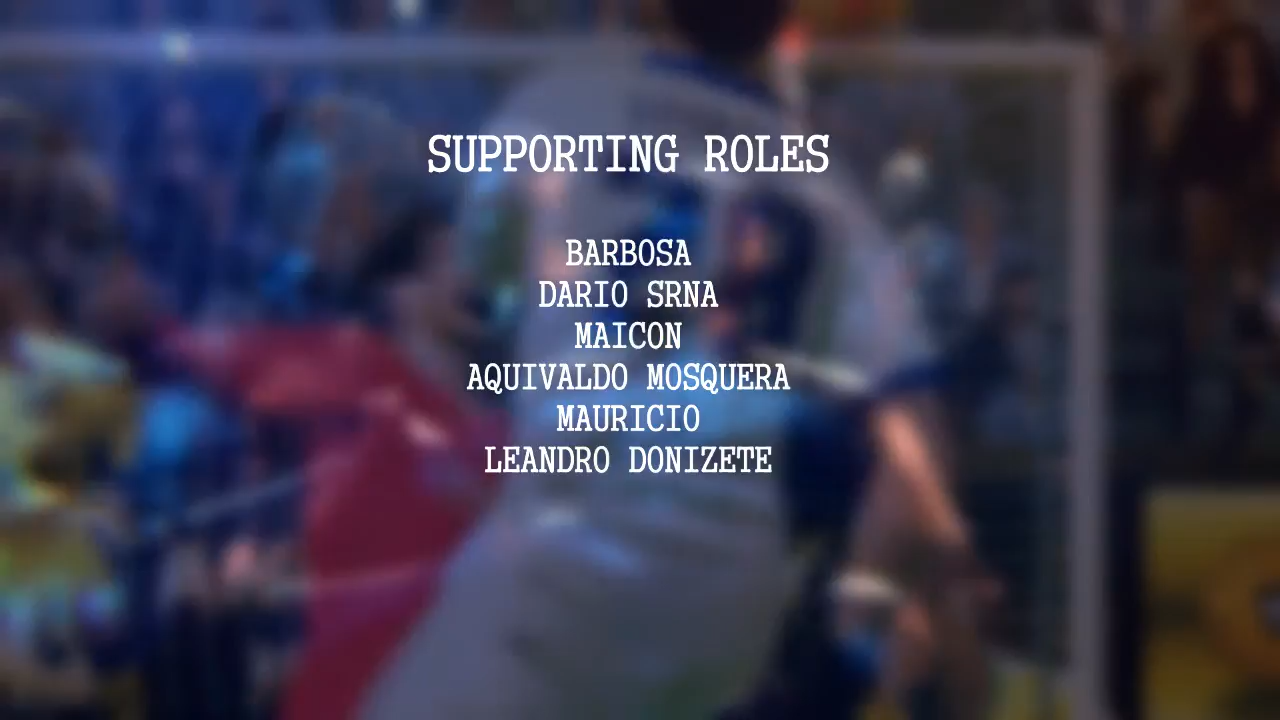 SUPPORTING ROLES
BARBOSA
DARIO SRNA
MAICON
AQUIVALDO MOSQUERA
MAURICIO
LEANDRO DONIZETE